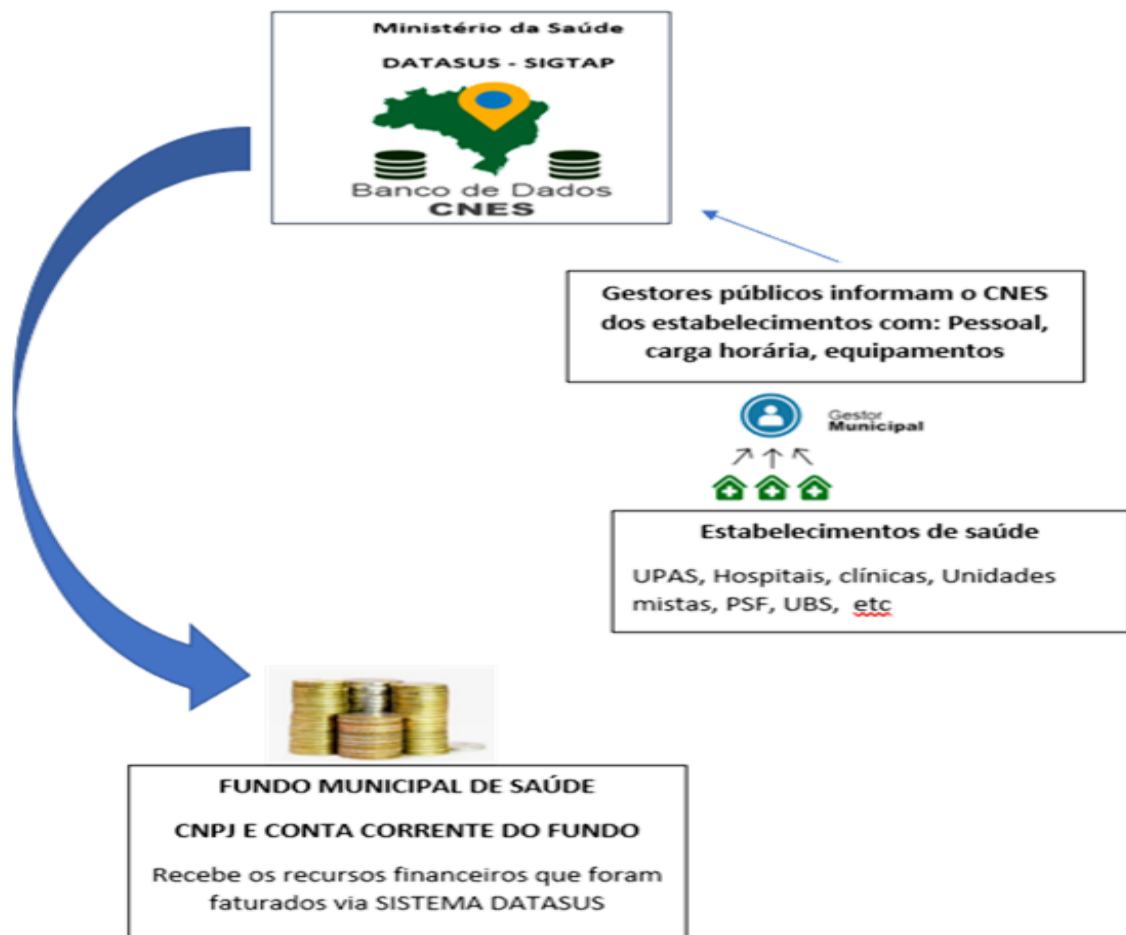 Ministério da Saúde
DATASUS - SIGTAP
Banco de Dados
CNES
Gestores públicos informam o CNES
dos estabelecimentos com: Pessoal,
carga horária, equipamentos
Gestor
Municipal
Estabelecimentos de saúde
UPAS, Hospitais, clínicas, Unidades
mistas, PSF, UBS, etc
FUNDO MUNICIPAL DE SAÚDE
CNPJ E CONTA CORRENTE DO FUNDO
Recebe os recursos financeiros que foram
faturados via SISTEMA DATASUS